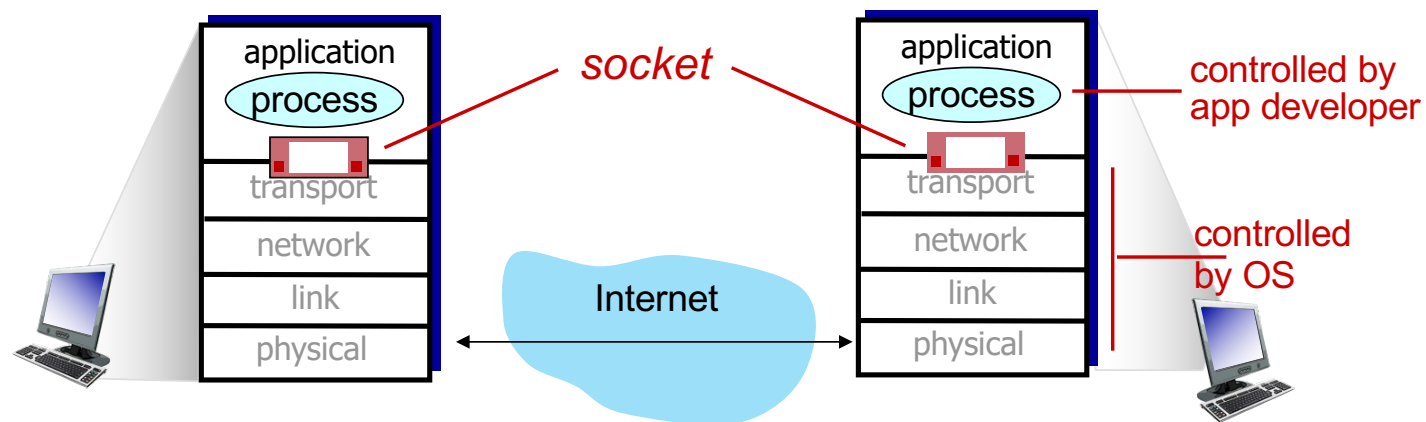 application
process
transport
network
link
physical
socket
Internet
application
process
transport
network
link
physical
controlled by
app developer
controlled
by OS